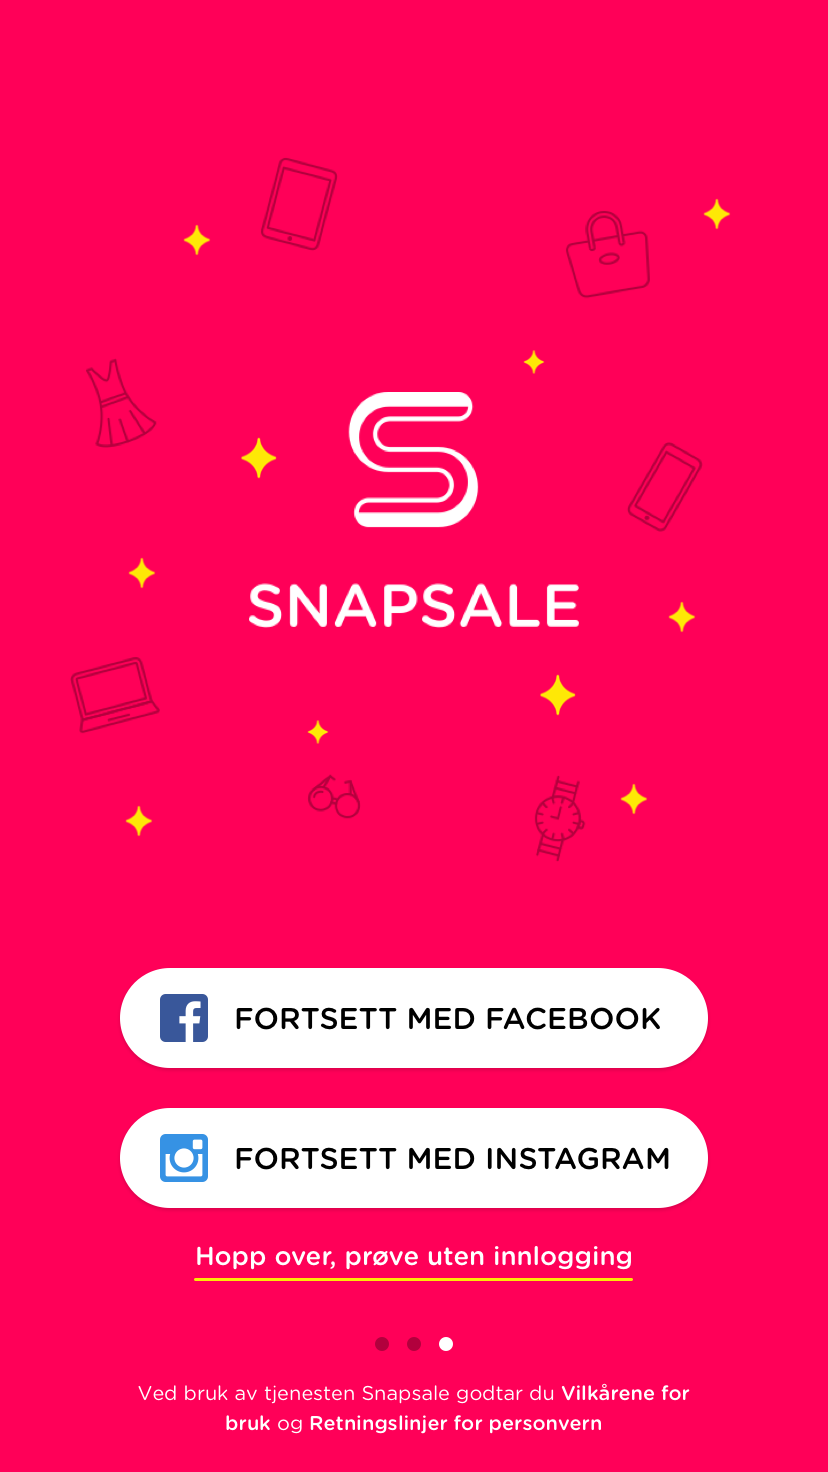 SNAPSALE
FORTSETT MED FACEBOOK
FORTSETT MED INSTAGRAM
Hopp over, prøve uten innlogging
Ved bruk av tjenesten Snapsale godtar du Vilkårene for
bruk og Retningslinjer for personvern